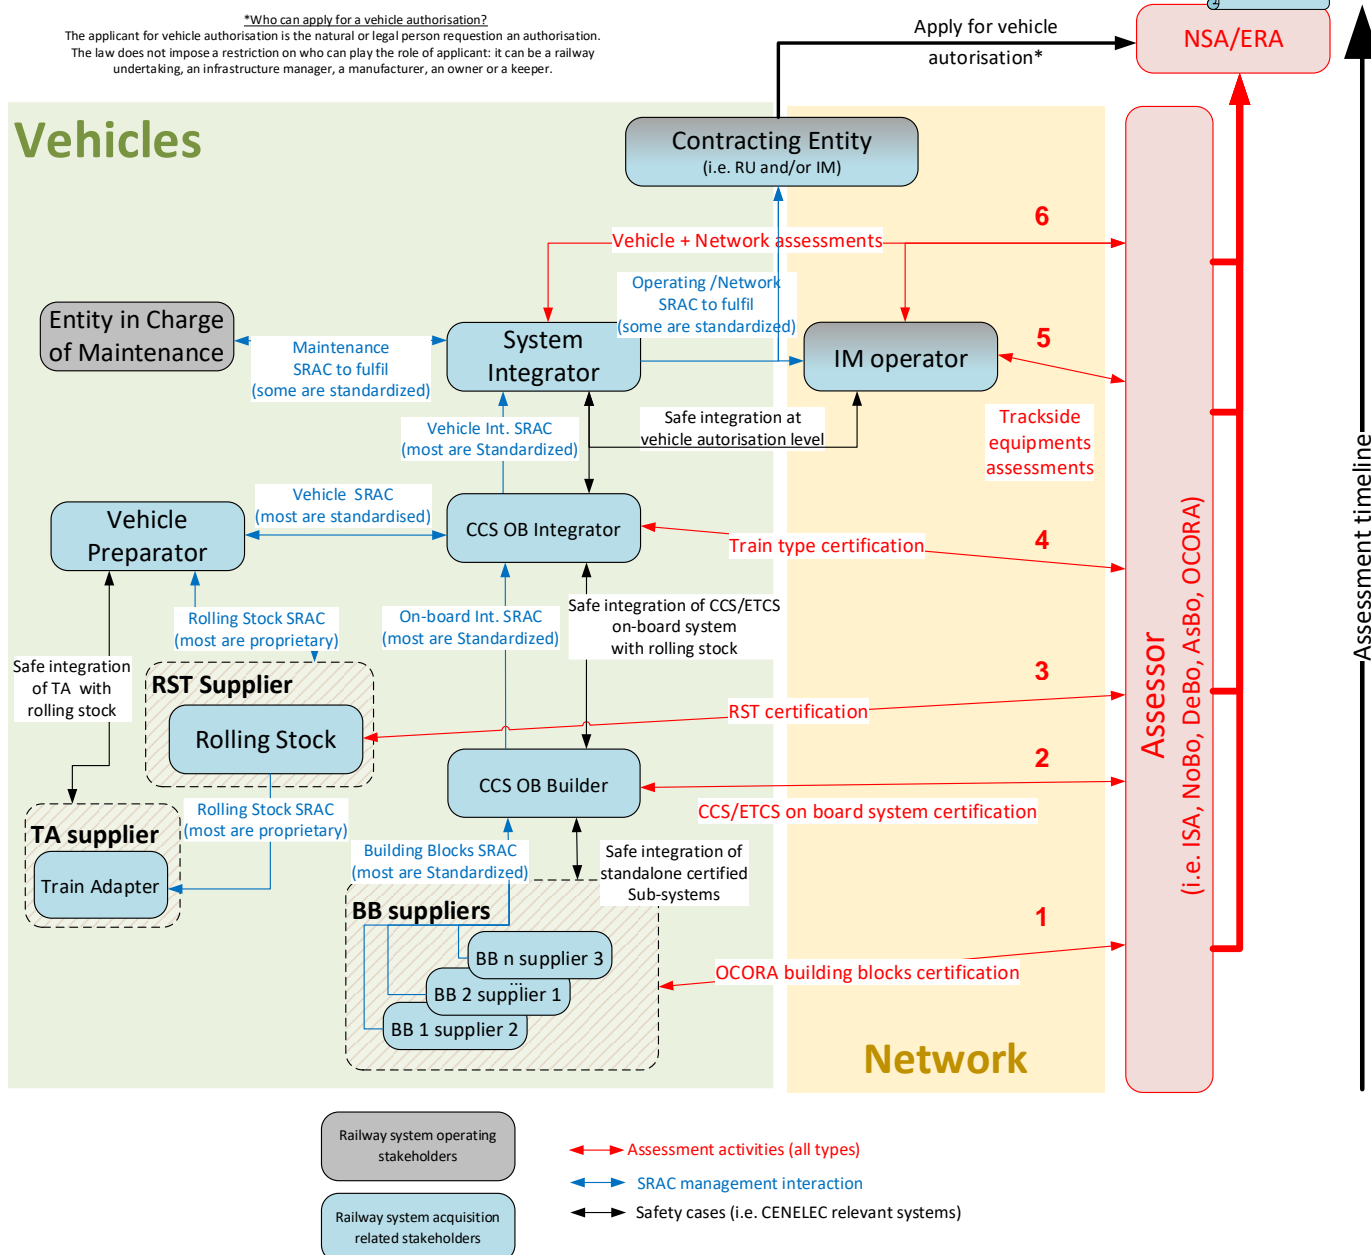 *Who can apply for a vehicle authorisation?
The applicant for vehicle authorisation is the natural or legal person requestion an authorisation.
The law does not impose a restriction on who can play the role of applicant: it can be a railway
undertaking, an infrastructure manager, a manufacturer, an owner or a keeper.
Apply for vehicle
autorisation*
NSA/ERA
Vehicles
Contracting Entity
(i.e. RU and/or IM)
6
Vehicle + Network assessments
Operating /Network
SRAC to fulfil
(some are standardized)
Entity in Charge
of Maintenance
Maintenance
SRAC to fulfil
(some are standardized)
System
Integrator
IM operator
5
Trackside
equipments
assessments
Safe integration at
vehicle autorisation level
Vehicle Int. SRAC
(most are Standardized)
Vehicle SRAC
(most are standardised)
Vehicle
Preparator
CCS OB Integrator
Train type certification
4
Rolling Stock SRAC
(most are proprietary)
On-board Int. SRAC
(most are Standardized)
Safe integration of CCS/ETCS
on-board system
with rolling stock
Safe integration
of TA with
rolling stock
RST Supplier
Rolling Stock
RST certification
3
2
CCS OB Builder
CCS/ETCS on board system certification
Rolling Stock SRAC
(most are proprietary)
TA supplier
Train Adapter
Building Blocks SRAC
(most are Standardized)
Safe integration of
standalone certified
Sub-systems
BB suppliers
BB n supplier 3
...
BB 2 supplier 1
BB 1 supplier 2
1
OCORA building blocks certification
Network
Assessor
(i.e. ISA, NoBo, DeBo, AsBo, OCORA)
Assessment timeline
Railway system operating
stakeholders
Railway system acquisition
related stakeholders
Assessment activities (all types)
SRAC management interaction
Safety cases (i.e. CENELEC relevant systems)